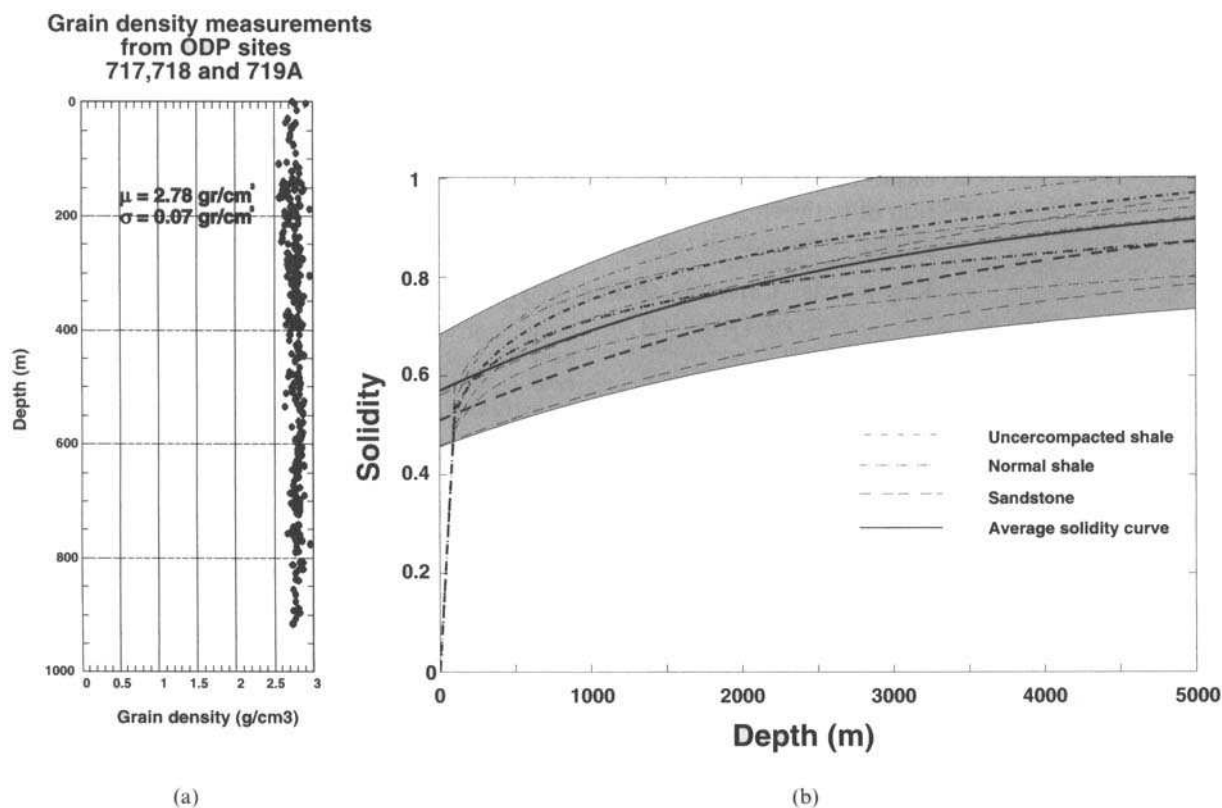 Grain density measurements
from ODP sites
717,718 and 719A
0
200
400
600
800
1000
Depth (m)
μ = 2.78 gr/cm³
σ = 0.07 gr/cm³
0 0.5 1 1.5 2 2.5 3
Grain density (g/cm3)
(a)
1
0.8
0.6
0.4
0.2
0
Solidity
Uncercompacted shale
Normal shale
Sandstone
Average solidity curve
0 1000 2000 3000 4000 5000
Depth (m)
(b)